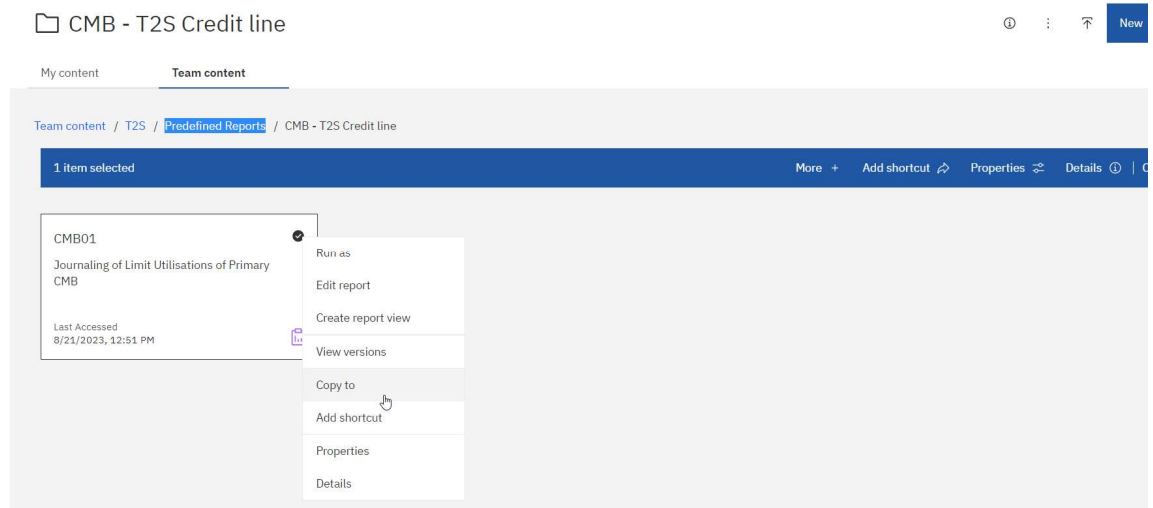 CMB - T2S Credit line
New
My content
Team content
Team content / T2S / Predefined Reports / CMB - T2S Credit line
1 item selected
More +
Add shortcut
Properties
Details
CMB01
Journaling of Limit Utilisations of Primary
CMB
Last Accessed
8/21/2023, 12:51 PM
Run as
Edit report
Create report view
View versions
Copy to
Add shortcut
Properties
Details